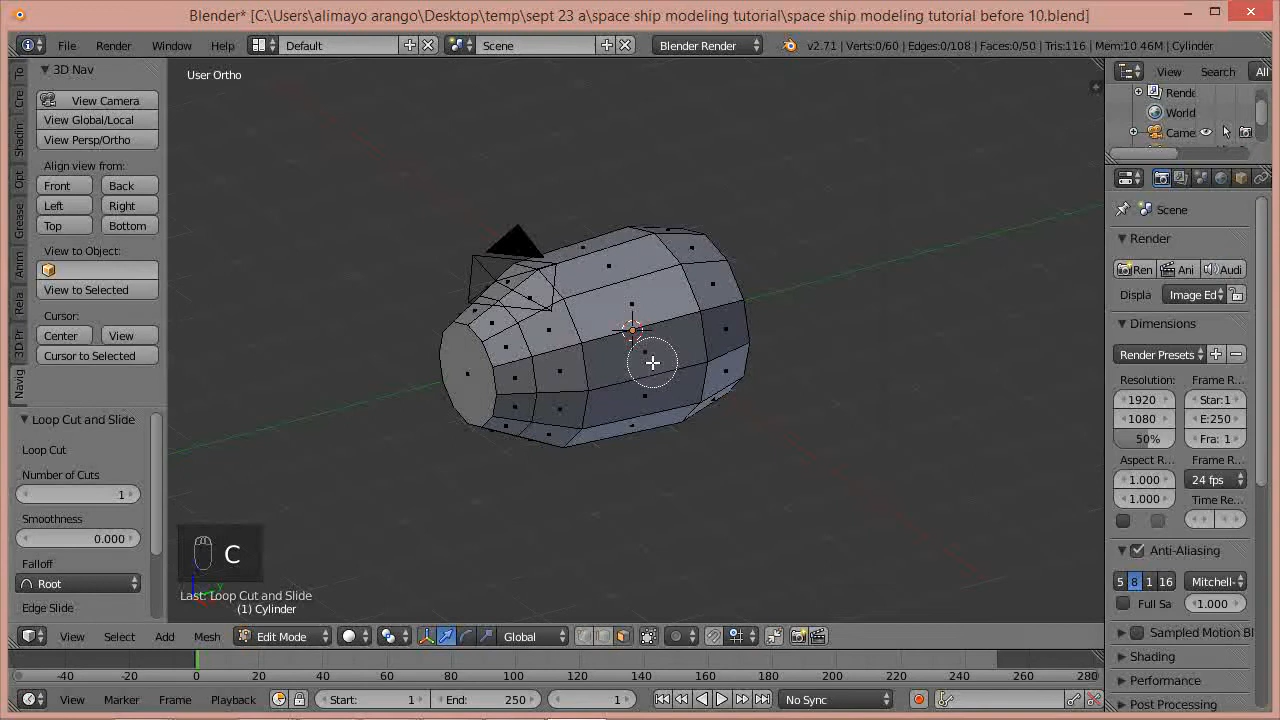 Blender* [C:\Users\alimayo arango\Desktop\temp\sept 23 a\space ship modeling tutorial\space ship modeling tutorial before 10.blend]
File Render Window Help Default Scene Blender Render v2.71 | Verts:0/60 | Edges:0/108 | Faces:0/50 | Tris:116 | Mem:10 46M | Cylinder
3D Nav
View Camera
View Global/Local
View Persp/Ortho
Align view from:
Front Back
Left Right
Top Bottom
View to Object:
View to Selected
Cursor:
Center View
Cursor to Selected
To
Cre
Shadin
Opt
Grease
Anim
Rela
3D Pr
Navig
Loop Cut and Slide
Loop Cut
Number of Cuts
1
Smoothness
0.000
Falloff
Root
Edge Slide
User Ortho
C
Last: Loop Cut and Slide
(1) Cylinder
View Search All
Rende
World
Came
Scene
Render
Ren Ani Audi
Displa Image Ed
Dimensions
Render Presets
Resolution: Frame R...
1920 Star:1
1080 E:250
50% Fra: 1
Aspect R... Frame R...
1.000 24 fps
1.000 Time Re...
Anti-Aliasing
5 8 1 16 Mitchell-
Full Sa 1.000
Sampled Motion Bl
Shading
Performance
Post Processing
View Select Add Mesh Edit Mode Global
-40 -20 0 20 40 60 80 100 120 140 160 180 200 220 240 260 280
View Marker Frame Playback Start: 1 End: 250 1 No Sync